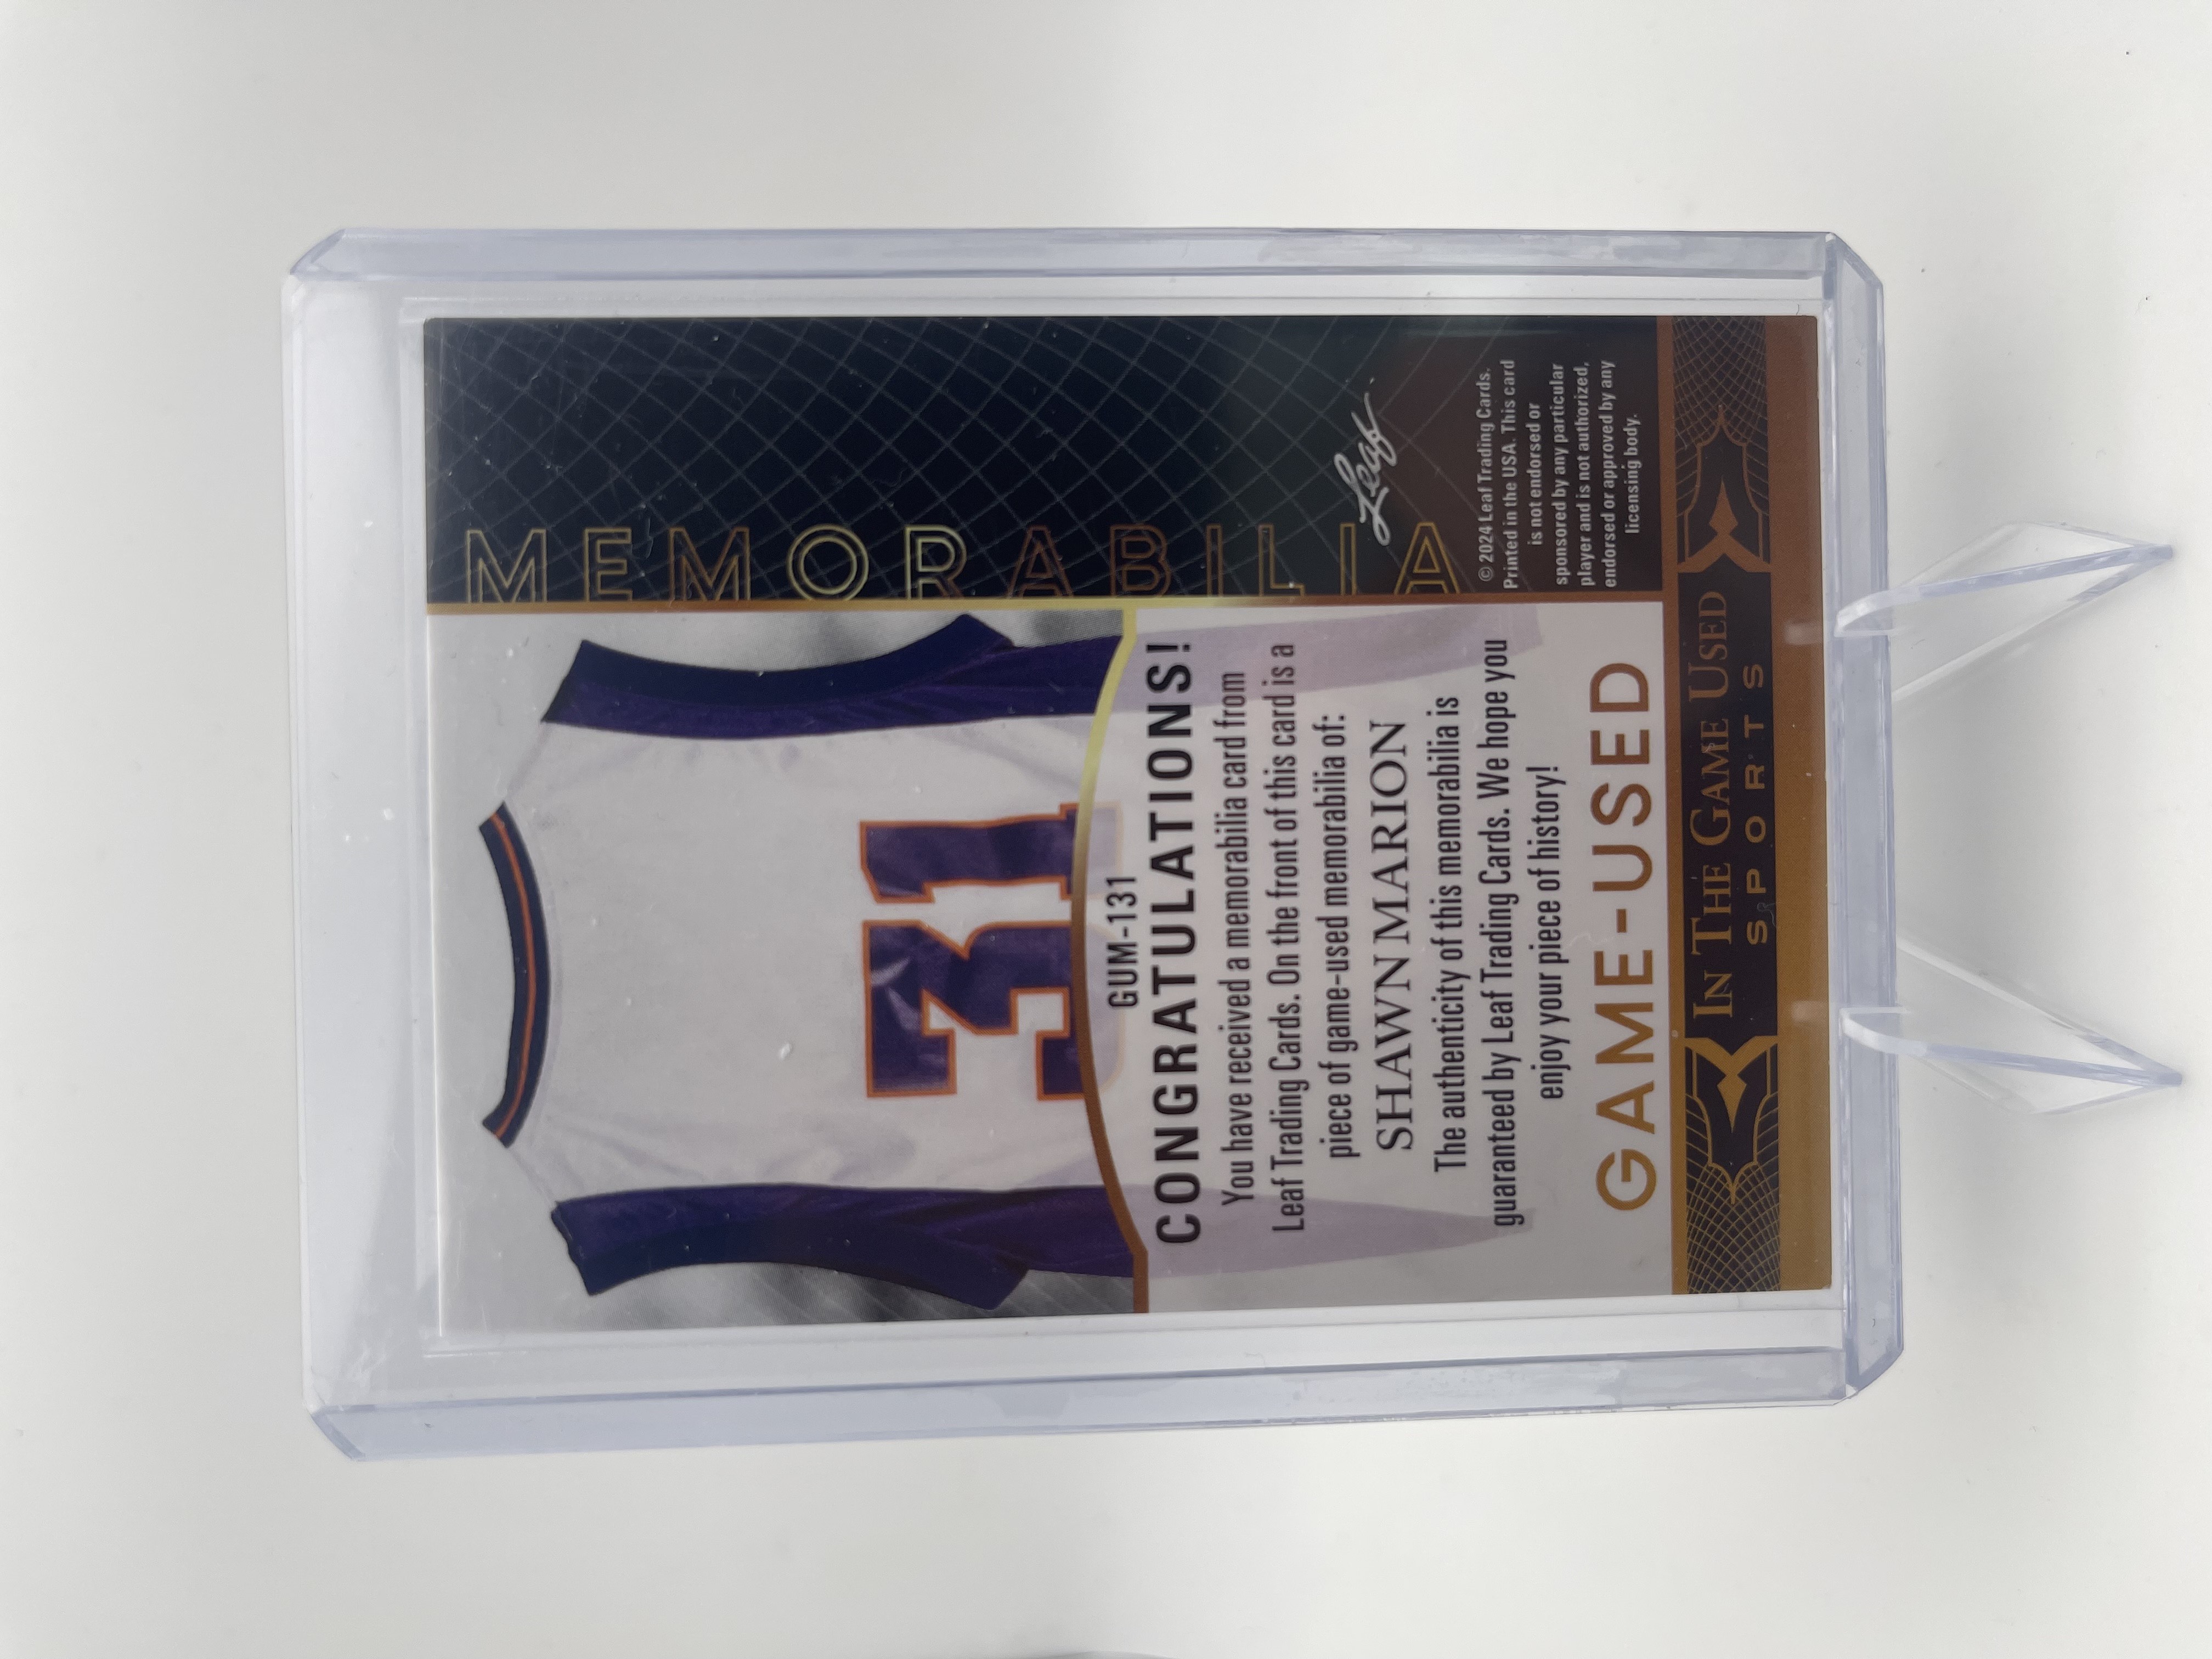 MEMORABILIA
31
GUM-131
CONGRATULATIONS!
You have received a memorabilia card from
Leaf Trading Cards. On the front of this card is a
piece of game-used memorabilia of:
SHAWN MARION
The authenticity of this memorabilia is
guaranteed by Leaf Trading Cards. We hope you
enjoy your piece of history!
GAME-USED
Leaf
© 2024 Leaf Trading Cards.
Printed in the USA. This card
is not endorsed or
sponsored by any particular
player and is not authorized,
endorsed or approved by any
licensing body.
IN THE GAME USED
SPORTS